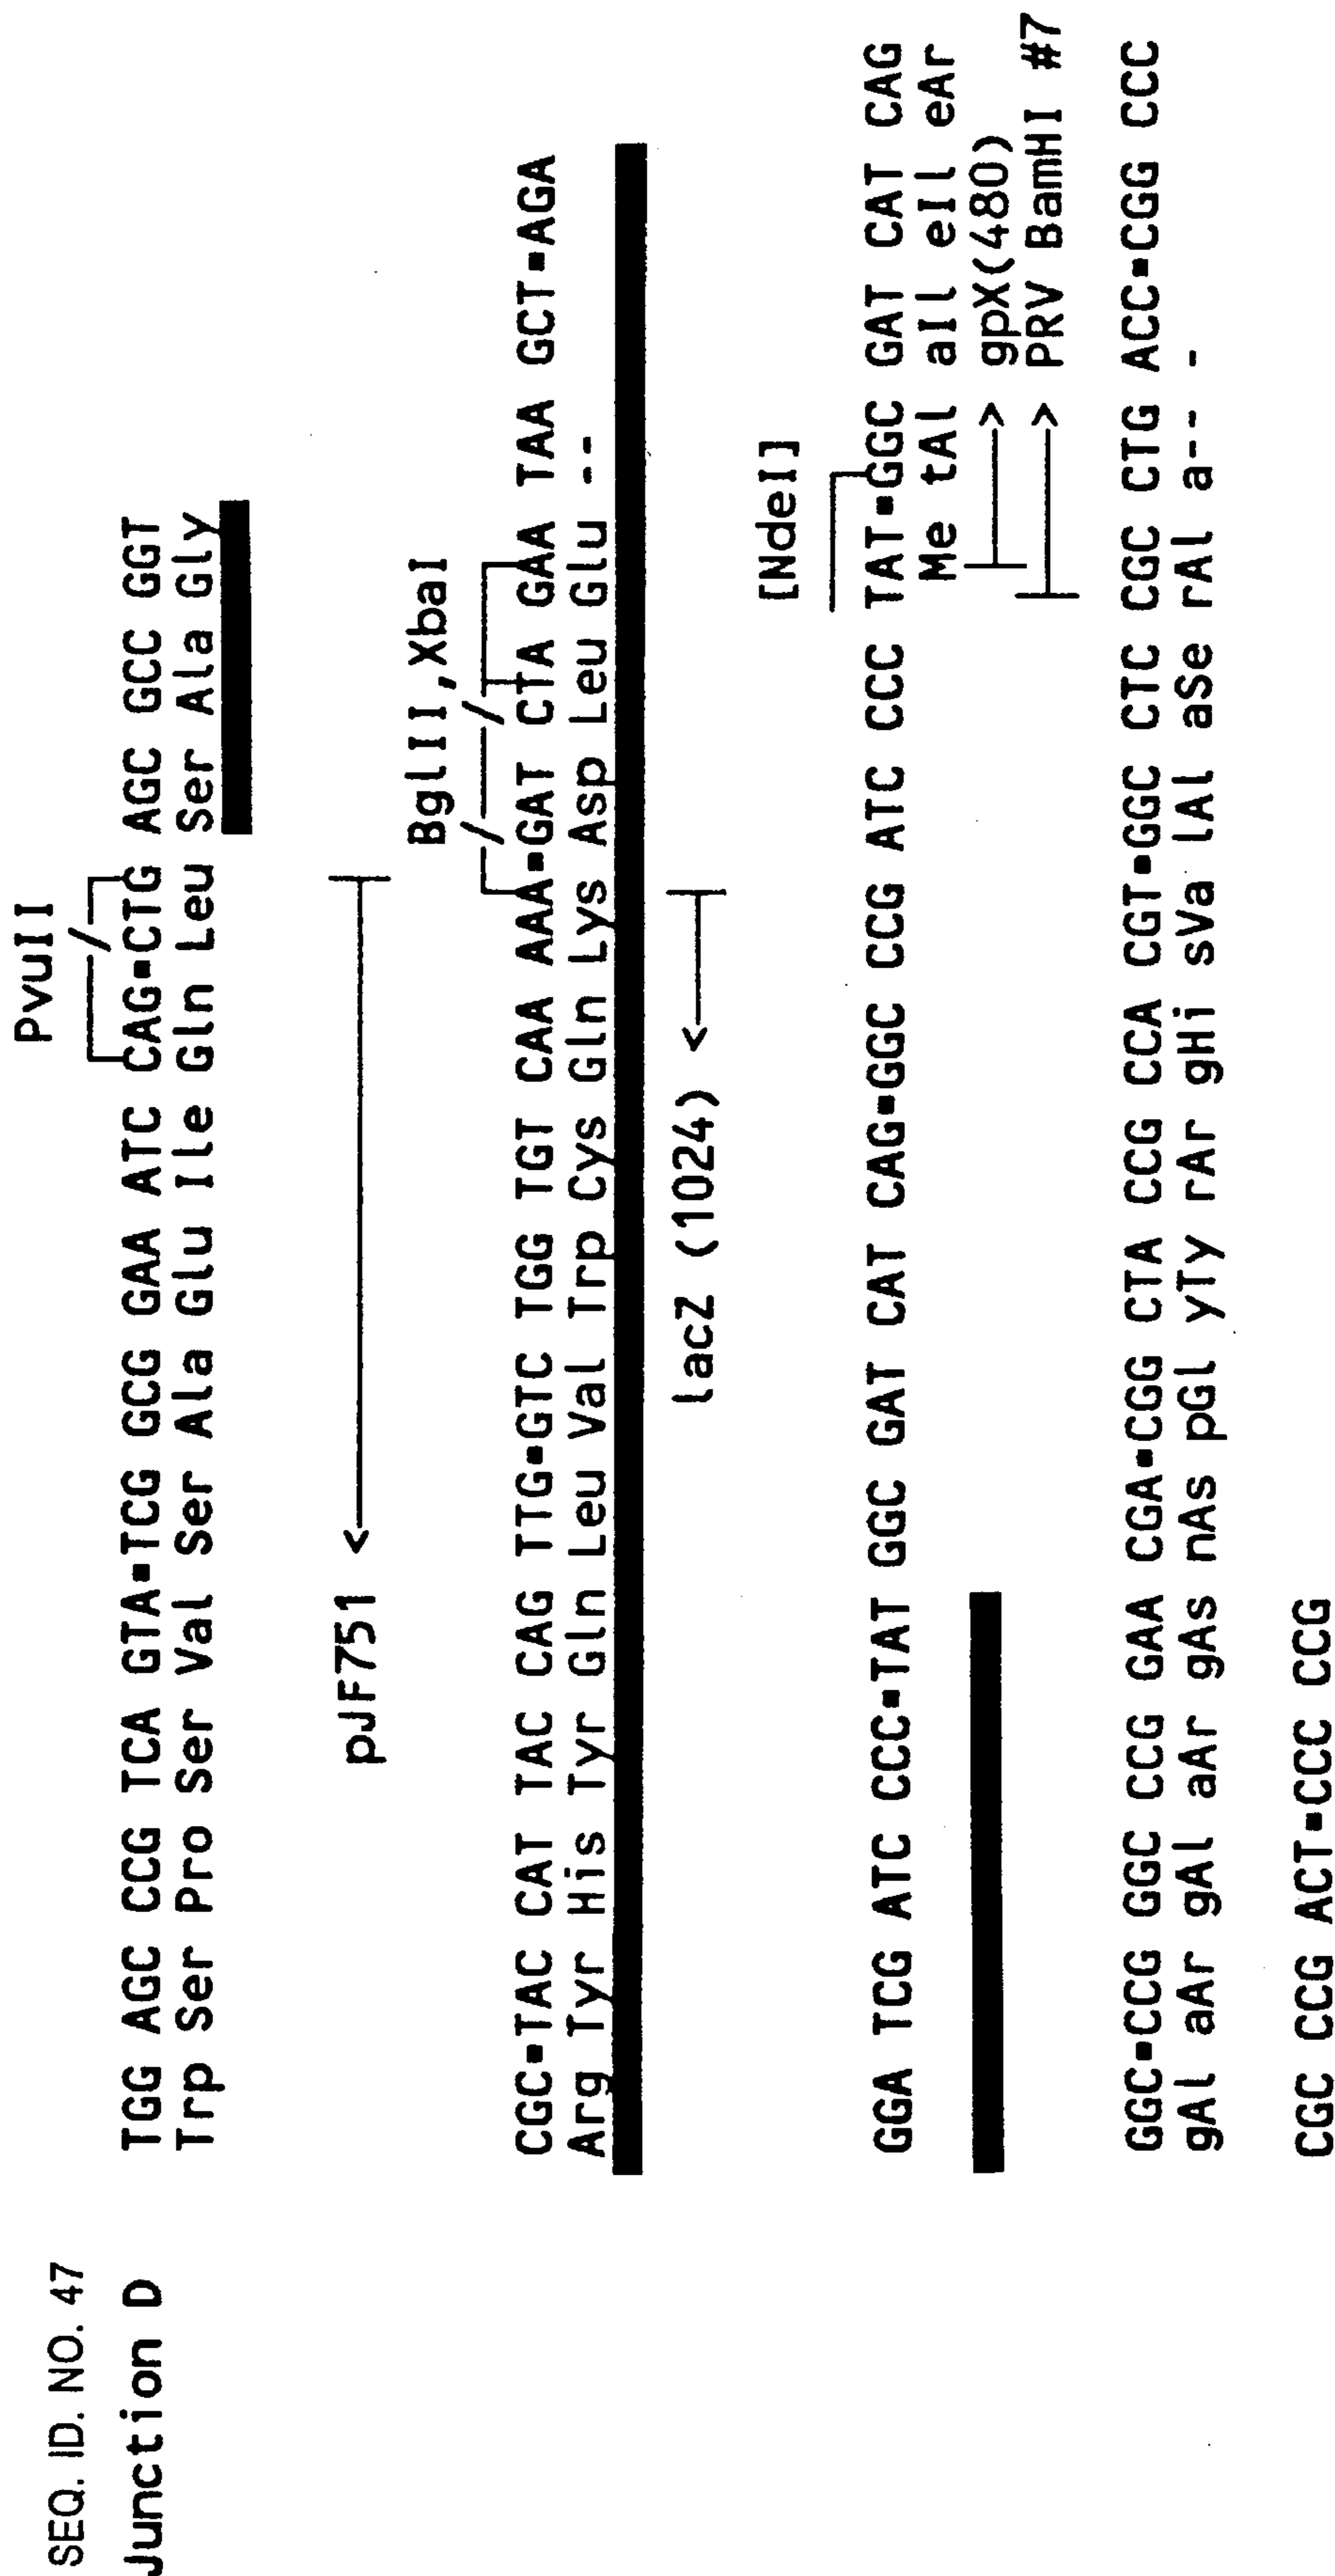 SEQ. ID. NO. 47
Junction D
PvuII
TGG AGC CCG TCA GTA▪TCG GCG GAA ATC CAG▪CTG AGC GCC GGT
Trp Ser Pro Ser Val Ser Ala Glu Ile Gln Leu Ser Ala Gly
pJF751 <
BglII,XbaI
CGC▪TAC CAT TAC CAG TTG▪GTC TGG TGT CAA AAA▪GAT CTA GAA TAA GCT▪AGA
Arg Tyr His Tyr Gln Leu Val Trp Cys Gln Lys Asp Leu Glu --
lacZ (1024) <
[NdeI]
GGA TCG ATC CCC▪TAT GGC GAT CAT CAG▪GGC CCG ATC CCC TAT▪GGC GAT CAT CAG
Me tAl aIl eIl eAr
> gpX(480)
> PRV BamHI #7
GGC▪CCG GGC CCG GAA CGA▪CGG CTA CCG CCA CGT▪GGC CTC CGC CTG ACC▪CGG CCC
gAl aAr gAl aAr gAs nAs pGl yTy rAr gHi sVa lAl aSe rAl a-- -
CGC CCG ACT▪CCC CCG